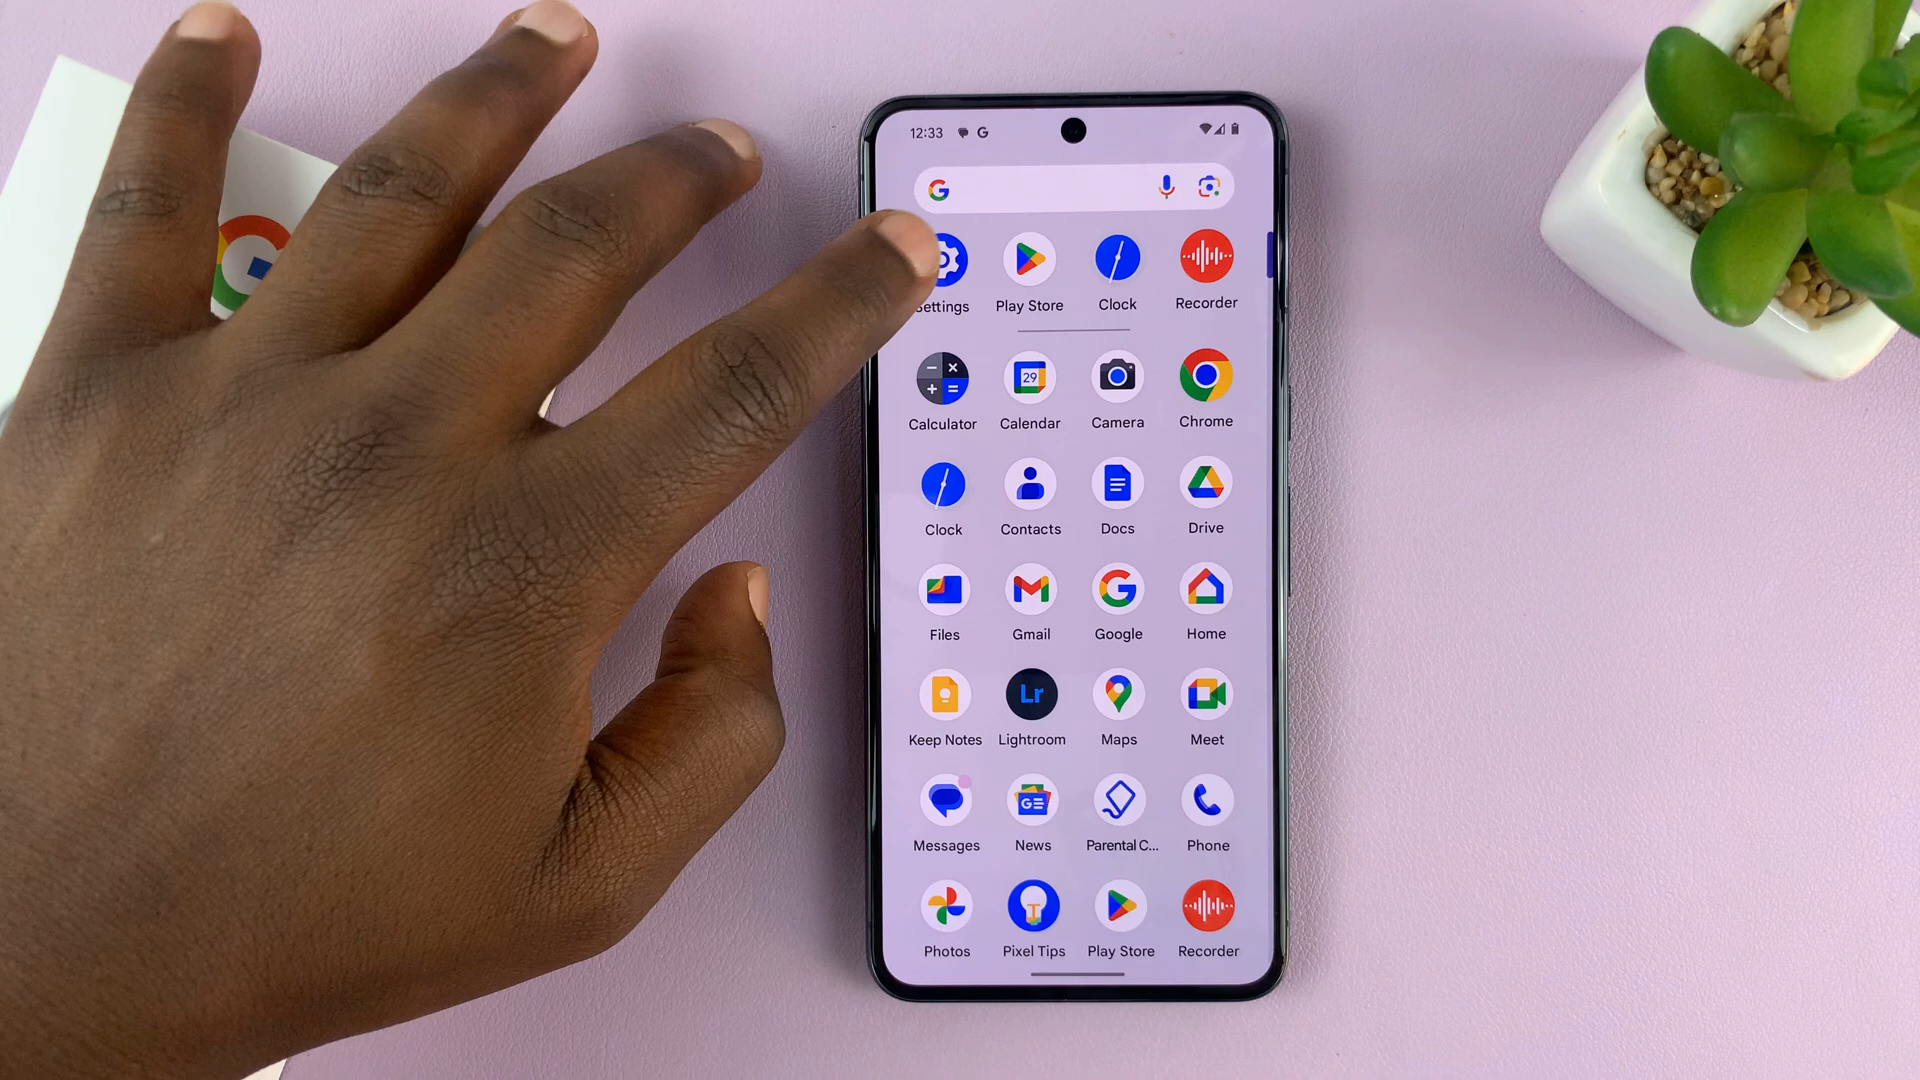 12:33
Settings Play Store Clock Recorder
Calculator Calendar Camera Chrome
Clock Contacts Docs Drive
Files Gmail Google Home
Keep Notes Lightroom Maps Meet
Messages News Parental C... Phone
Photos Pixel Tips Play Store Recorder
29
Lr
GE